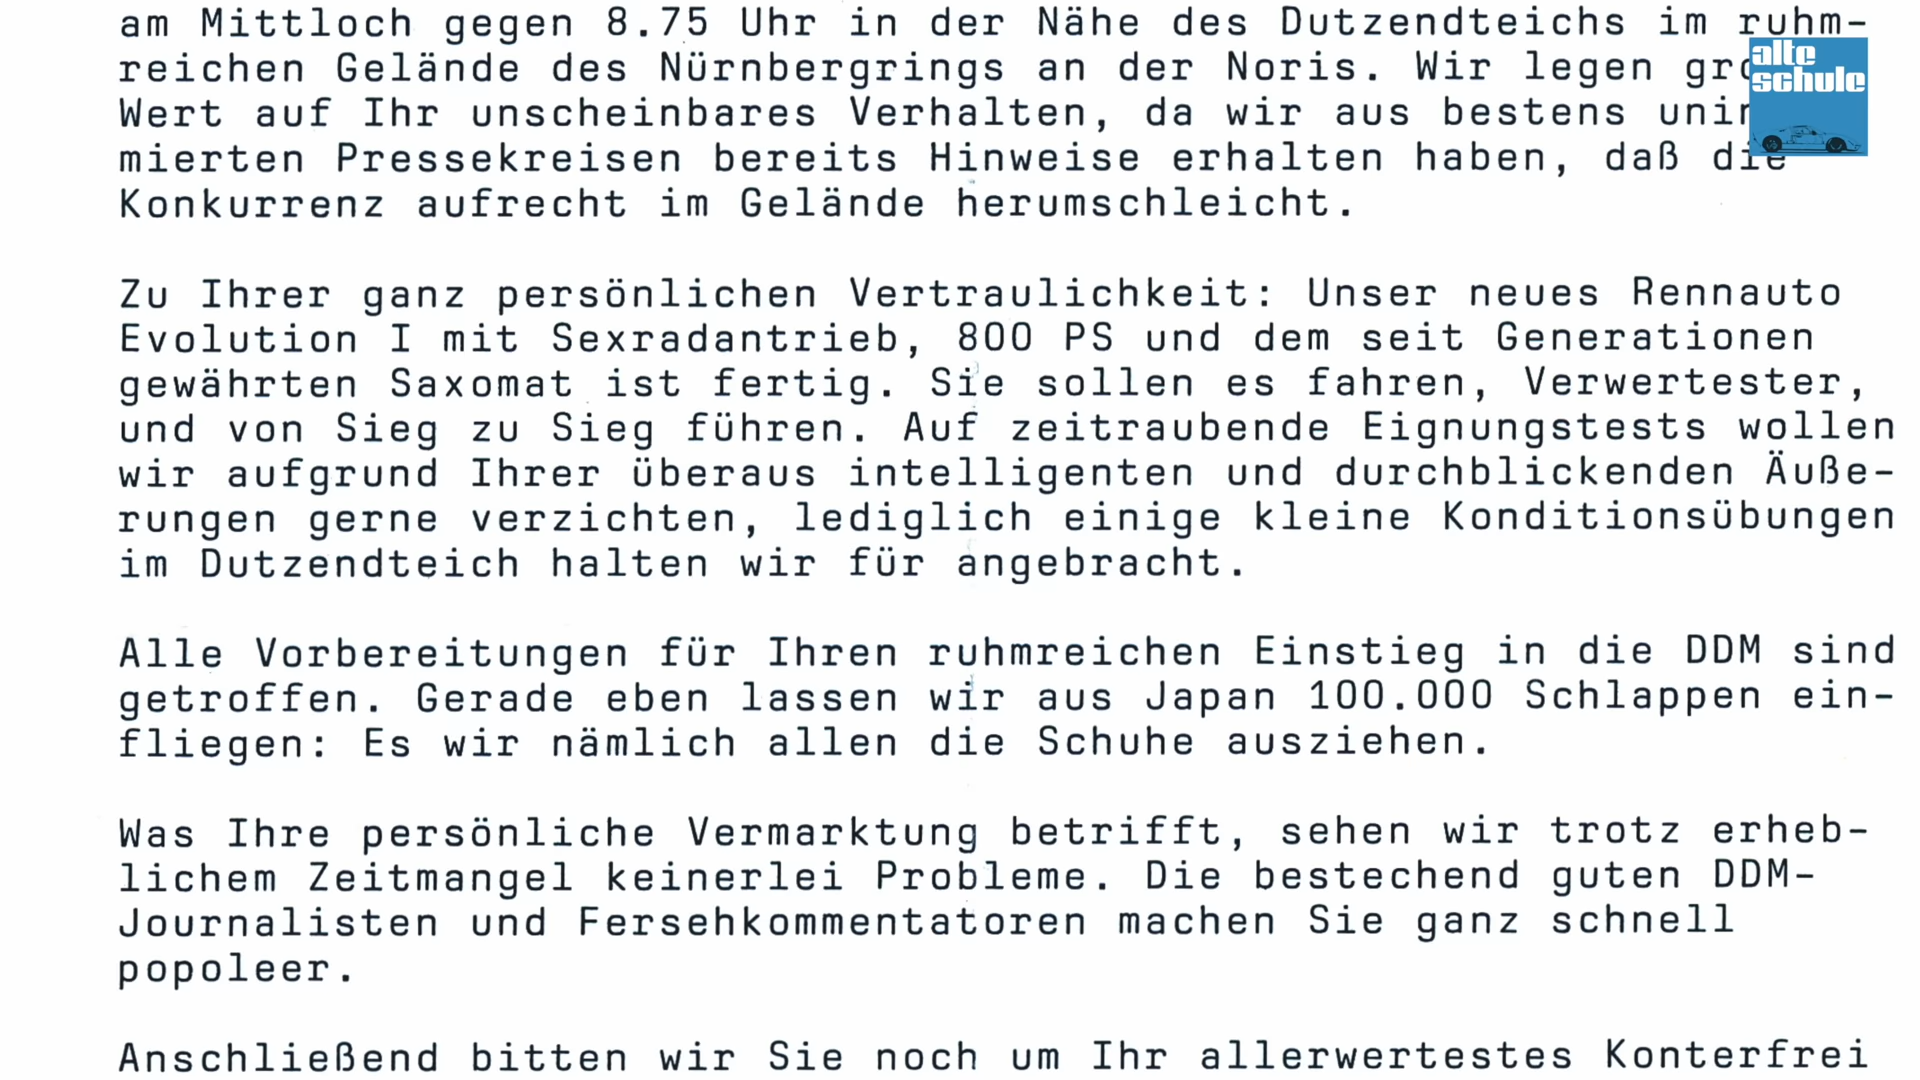 am Mittloch gegen 8.75 Uhr in der Nähe des Dutzendteichs im ruhm-
reichen Gelände des Nürnbergrings an der Noris. Wir legen
Wert auf Ihr unscheinbares Verhalten, da wir aus bestens
mierten Pressekreisen bereits Hinweise erhalten haben, daß die
Konkurrenz aufrecht im Gelände herumschleicht.
Zu Ihrer ganz persönlichen Vertraulichkeit: Unser neues Rennauto
Evolution I mit Sexradantrieb, 800 PS und dem seit Generationen
gewährten Saxomat ist fertig. Sie sollen es fahren, Verwertester,
und von Sieg zu Sieg führen. Auf zeitraubende Eignungstests wollen
wir aufgrund Ihrer überaus intelligenten und durchblickenden Äuße-
rungen gerne verzichten, lediglich einige kleine Konditionsübungen
im Dutzendteich halten wir für angebracht.
Alle Vorbereitungen für Ihren ruhmreichen Einstieg in die DDM sind
getroffen. Gerade eben lassen wir aus Japan 100.000 Schlappen ein-
fliegen: Es wir nämlich allen die Schuhe ausziehen.
Was Ihre persönliche Vermarktung betrifft, sehen wir trotz erheb-
lichem Zeitmangel keinerlei Probleme. Die bestechend guten DDM-
Journalisten und Fersehkommentatoren machen Sie ganz schnell
popoleer.
Anschließend bitten wir Sie noch um Ihr allerwertestes Konterfrei
alte
schule